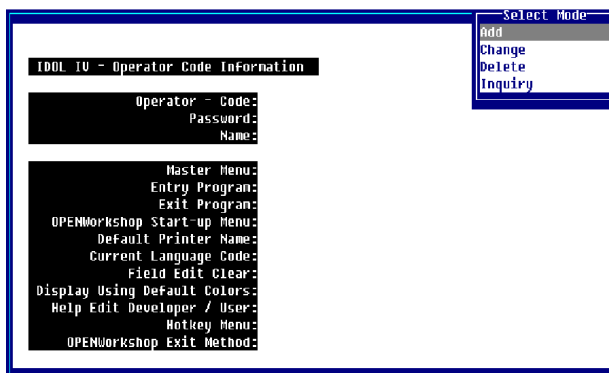 Select Mode
Add
Change
Delete
Inquiry
IDOL IV - Operator Code Information
Operator - Code:
Password:
Name:
Master Menu:
Entry Program:
Exit Program:
OPENWorkshop Start-up Menu:
Default Printer Name:
Current Language Code:
Field Edit Clear:
Display Using Default Colors:
Help Edit Developer / User:
Hotkey Menu:
OPENWorkshop Exit Method: